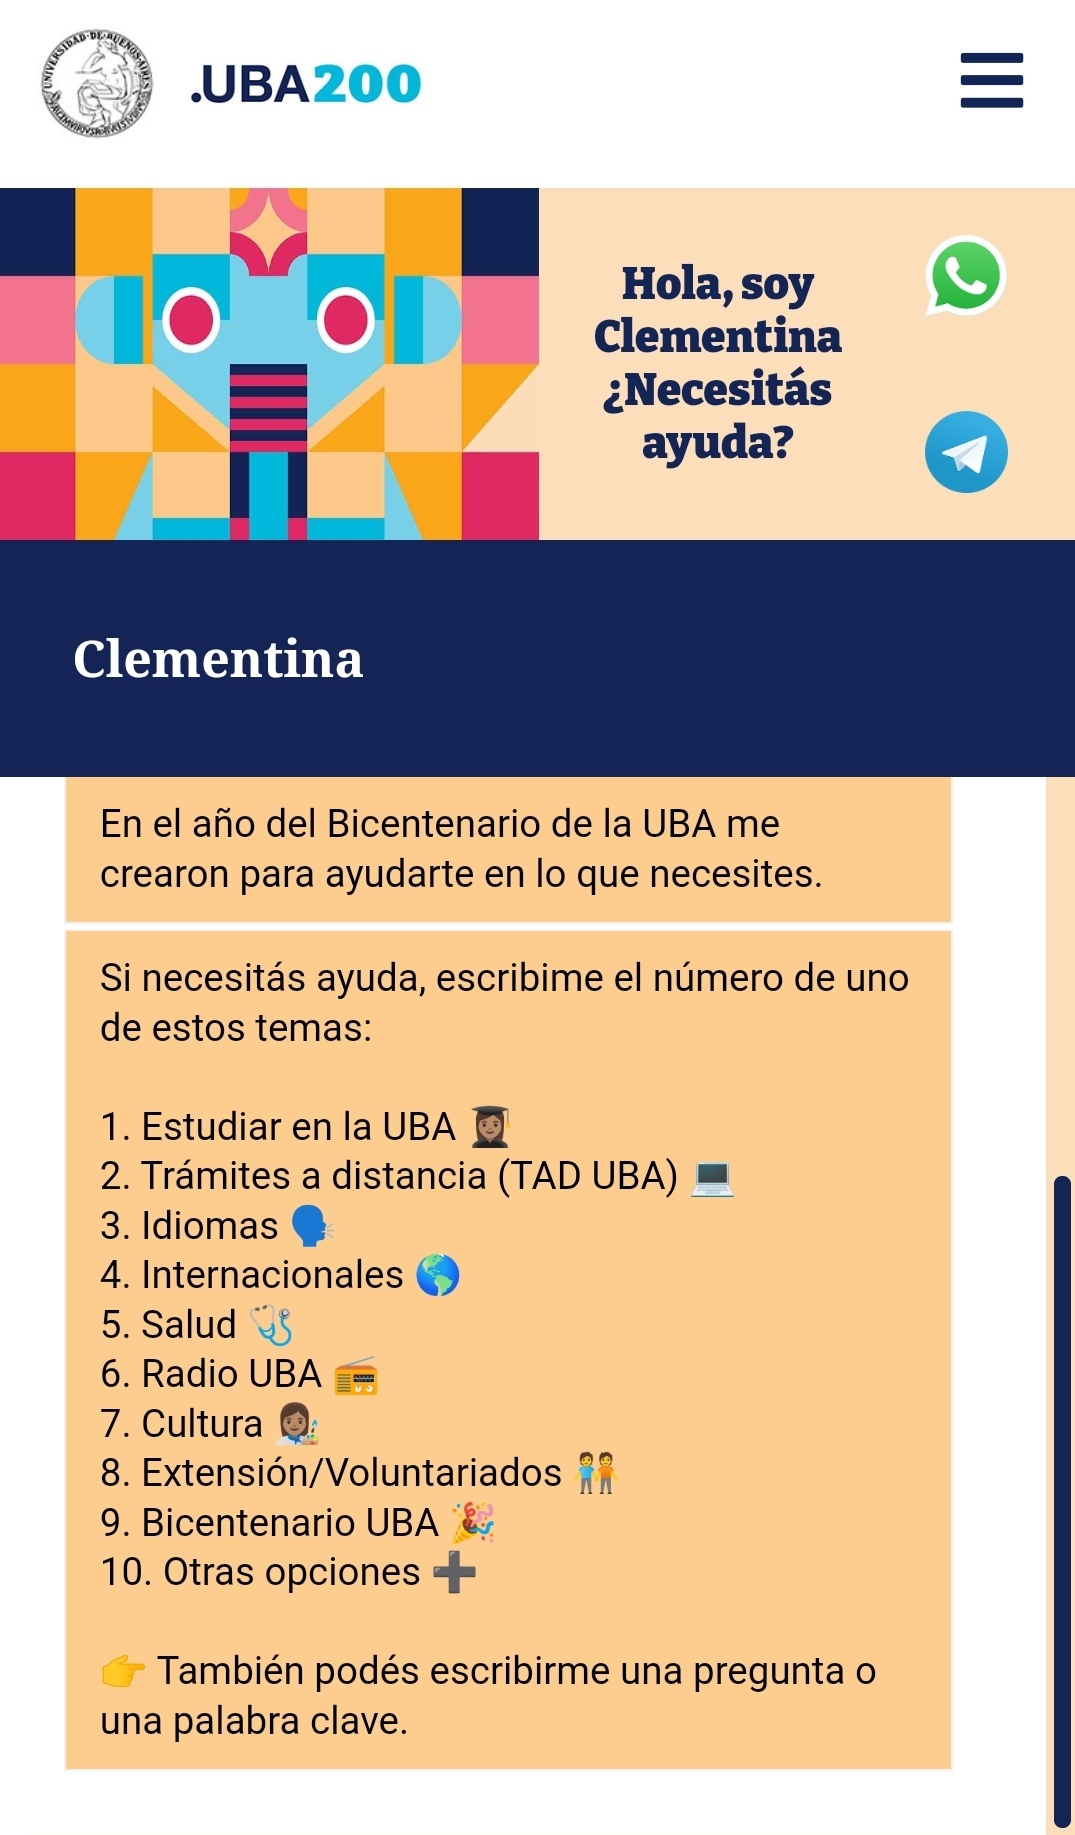 UNIVERSIDAD·DE·BUENOS·AIRES
.UBA200
Hola, soy
Clementina
¿Necesitás
ayuda?
Clementina
En el año del Bicentenario de la UBA me
crearon para ayudarte en lo que necesites.
Si necesitás ayuda, escribime el número de uno
de estos temas:
1. Estudiar en la UBA 👩🏽‍🎓
2. Trámites a distancia (TAD UBA) 💻
3. Idiomas 🗣️
4. Internacionales 🌎
5. Salud 🩺
6. Radio UBA 📻
7. Cultura 👩🏽‍🎨
8. Extensión/Voluntariados 🧑‍🤝‍🧑
9. Bicentenario UBA 🎉
10. Otras opciones ➕
👉 También podés escribirme una pregunta o
una palabra clave.